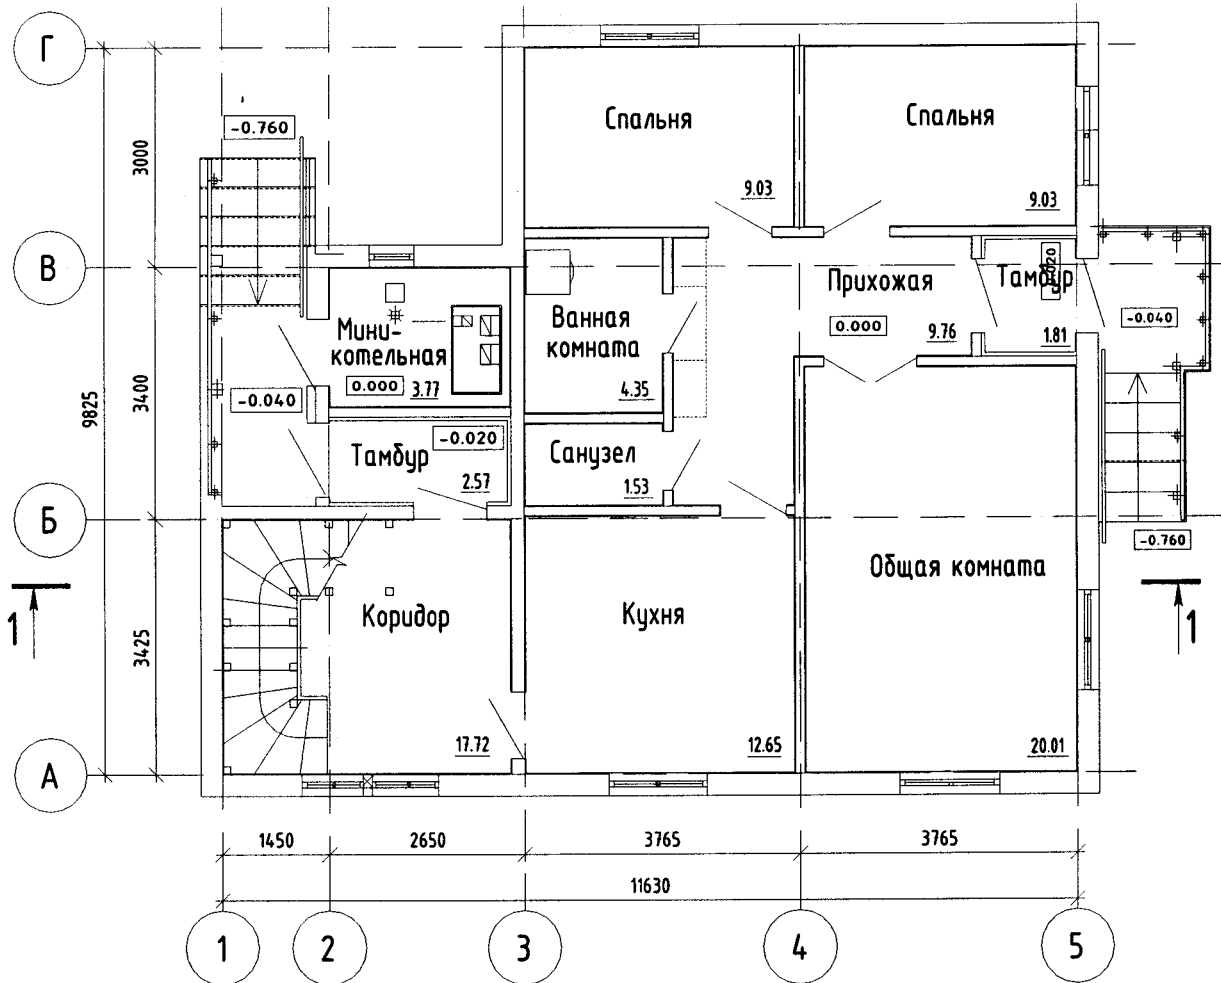 Г
-0.760
Спальня
Спальня
9.03
9.03
3000
В
Тамбур
Прихожая
0.000
9.76
1.81
-0.040
Ванная
комната
4.35
Мини-
котельная
0.000
3.77
-0.040
3400
9825
-0.020
Тамбур
2.57
Санузел
1.53
Б
-0.760
Общая комната
1
1
Коридор
Кухня
3425
17.72
12.65
20.01
А
1450
2650
3765
3765
11630
1
2
3
4
5